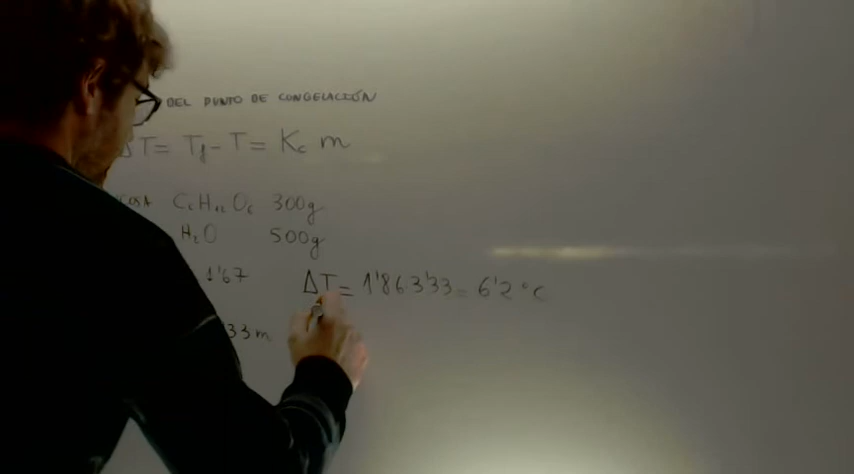 DEL PUNTO DE CONGELACIÓN
ΔT = Tf - T = Kc m
C6H12O6 300g
H2O 500g
1'67
ΔT = 1'86·3'33 = 6'2 °C
33 m